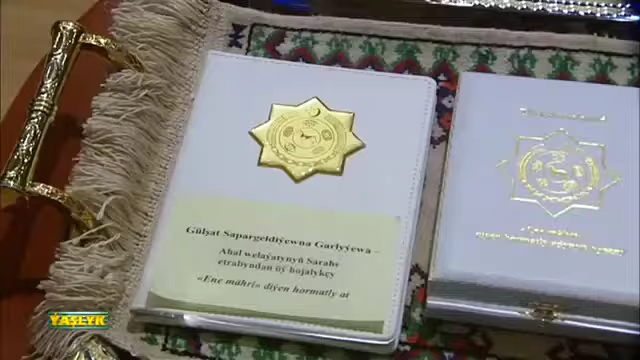 Gülşat Sapargeldiýewna Garlyýewa –
Ahal welaýatynyň Sarahs
etrabyndan öý hojalykçy
«Ene mähri» diýen hormatly at
ÝAŞLYK